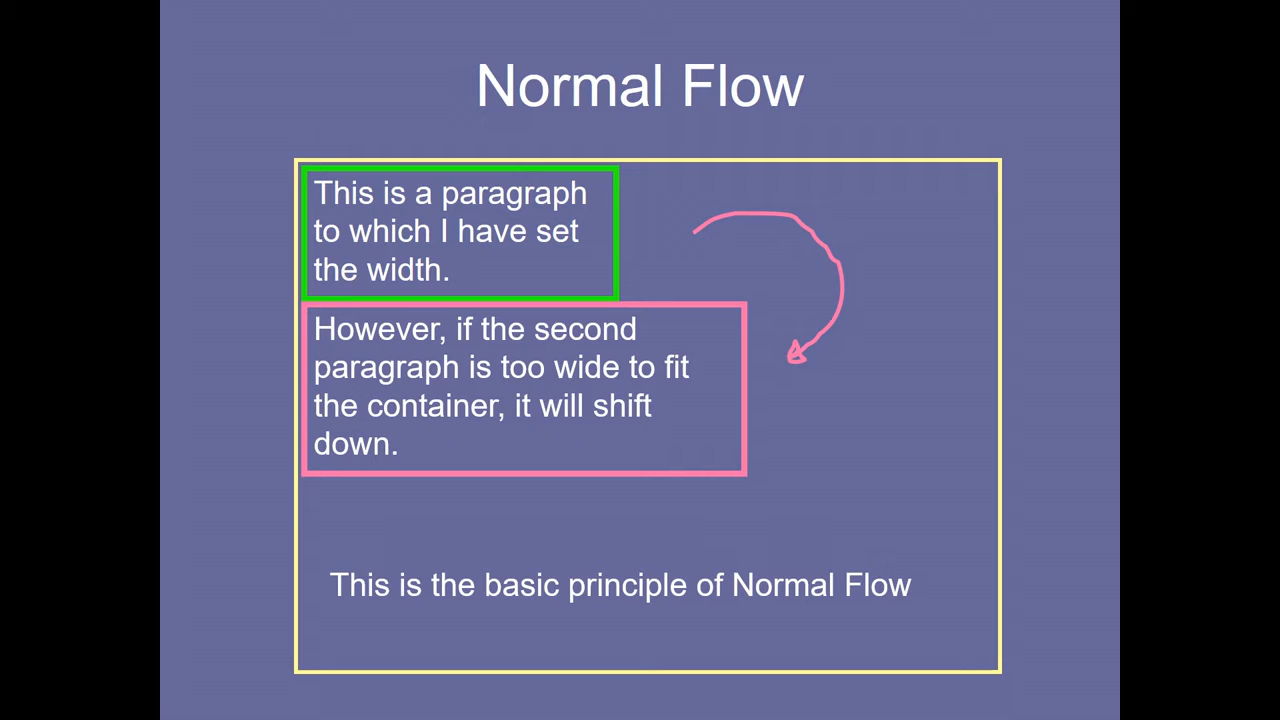 Normal Flow
This is a paragraph
to which I have set
the width.
However, if the second
paragraph is too wide to fit
the container, it will shift
down.
This is the basic principle of Normal Flow